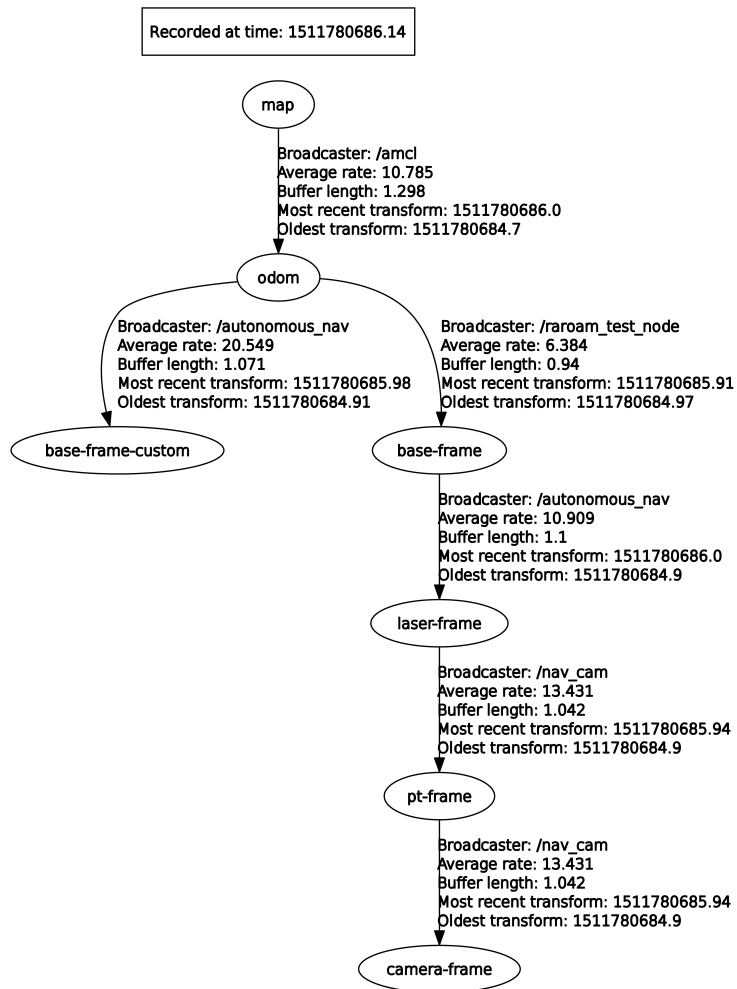 Recorded at time: 1511780686.14
map
Broadcaster: /amcl
Average rate: 10.785
Buffer length: 1.298
Most recent transform: 1511780686.0
Oldest transform: 1511780684.7
odom
Broadcaster: /autonomous_nav
Average rate: 20.549
Buffer length: 1.071
Most recent transform: 1511780685.98
Oldest transform: 1511780684.91
Broadcaster: /raroam_test_node
Average rate: 6.384
Buffer length: 0.94
Most recent transform: 1511780685.91
Oldest transform: 1511780684.97
base-frame-custom
base-frame
Broadcaster: /autonomous_nav
Average rate: 10.909
Buffer length: 1.1
Most recent transform: 1511780686.0
Oldest transform: 1511780684.9
laser-frame
Broadcaster: /nav_cam
Average rate: 13.431
Buffer length: 1.042
Most recent transform: 1511780685.94
Oldest transform: 1511780684.9
pt-frame
Broadcaster: /nav_cam
Average rate: 13.431
Buffer length: 1.042
Most recent transform: 1511780685.94
Oldest transform: 1511780684.9
camera-frame